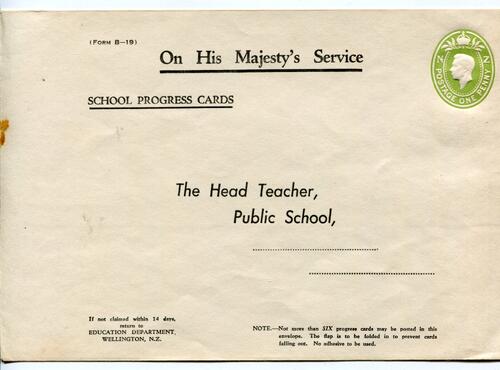 (FORM B—19)
On His Majesty's Service
N POSTAGE ONE PENNY Z
SCHOOL PROGRESS CARDS
The Head Teacher,
Public School,
If not claimed within 14 days,
return to
EDUCATION DEPARTMENT,
WELLINGTON, N.Z.
NOTE.—Not more than SIX progress cards may be posted in this
envelope. The flap is to be folded in to prevent cards
falling out. No adhesive to be used.